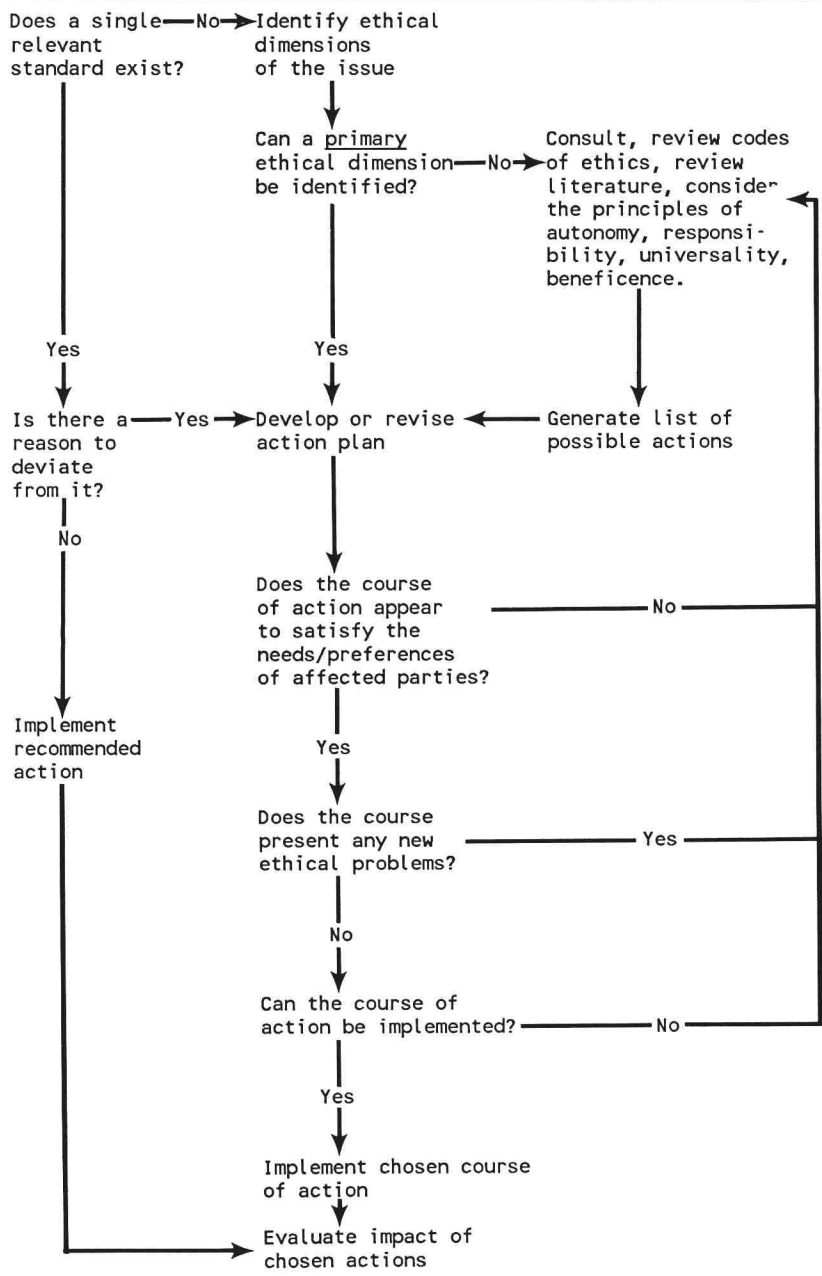 Does a single
relevant
standard exist?
No
Identify ethical
dimensions
of the issue
Can a primary
ethical dimension
be identified?
No
Consult, review codes
of ethics, review
literature, consider
the principles of
autonomy, responsi-
bility, universality,
beneficence.
Yes
Yes
Is there a
reason to
deviate
from it?
Yes
Develop or revise
action plan
Generate list of
possible actions
No
Does the course
of action appear
to satisfy the
needs/preferences
of affected parties?
No
Implement
recommended
action
Yes
Does the course
present any new
ethical problems?
Yes
No
Can the course of
action be implemented?
No
Yes
Implement chosen course
of action
Evaluate impact of
chosen actions